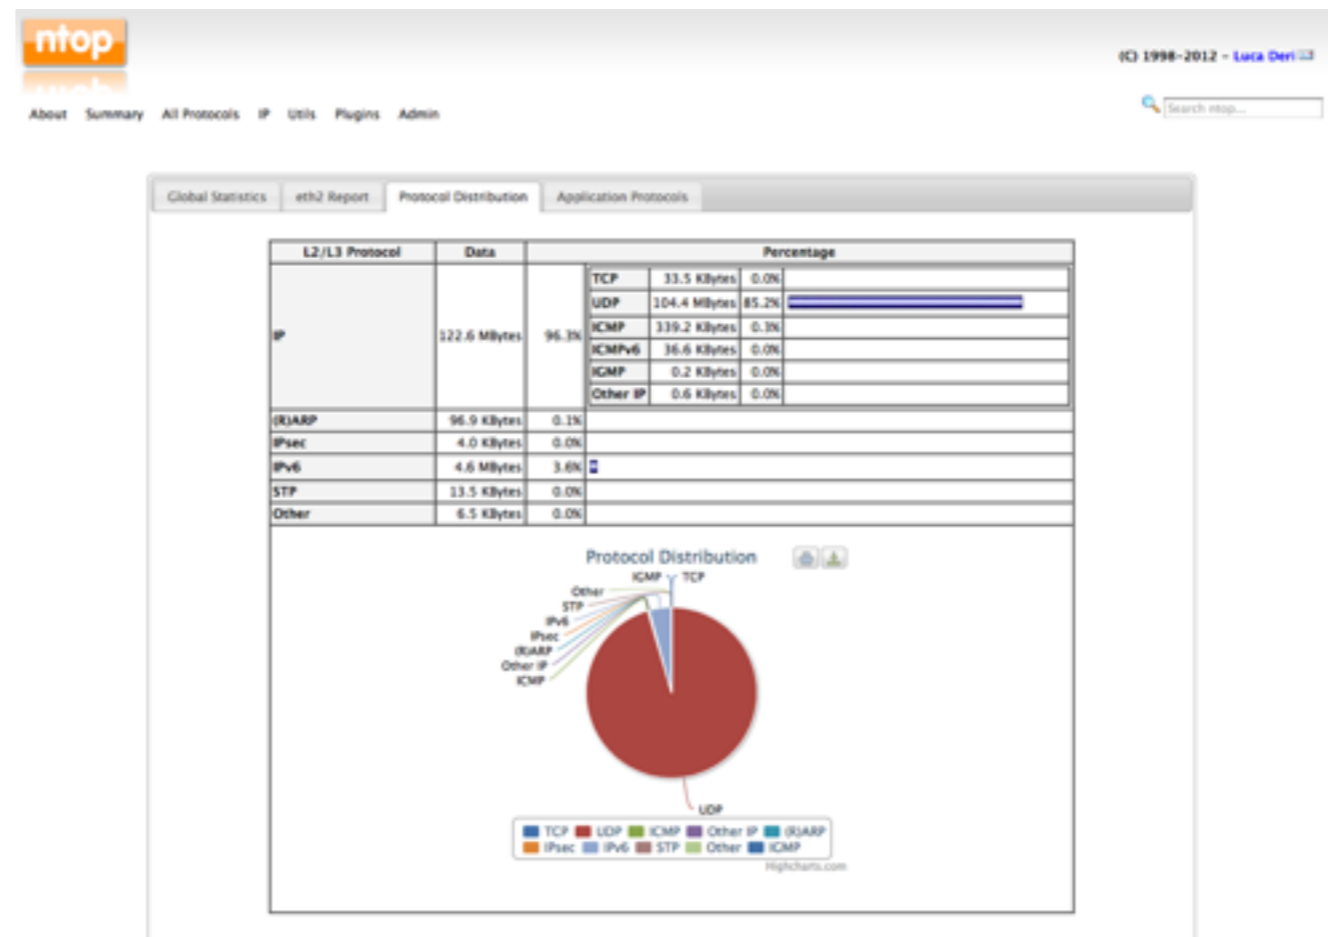 ntop
(C) 1998-2012 - Luca Deri
About Summary All Protocols IP Utils Plugins Admin
Search ntop...
Global Statistics eth2 Report Protocol Distribution Application Protocols
L2/L3 Protocol Data Percentage
IP 122.6 MBytes 96.3%
TCP 33.5 KBytes 0.0%
UDP 104.4 MBytes 85.2%
ICMP 339.2 KBytes 0.3%
ICMPv6 36.6 KBytes 0.0%
IGMP 0.2 KBytes 0.0%
Other IP 0.6 KBytes 0.0%
(R)ARP 96.9 KBytes 0.1%
IPsec 4.0 KBytes 0.0%
IPv6 4.6 MBytes 3.6%
STP 13.5 KBytes 0.0%
Other 6.5 KBytes 0.0%
Protocol Distribution
IGMP TCP
Other
STP
IPv6
IPsec
(R)ARP
Other IP
ICMP
UDP
TCP UDP ICMP Other IP (R)ARP
IPsec IPv6 STP Other IGMP
Highcharts.com